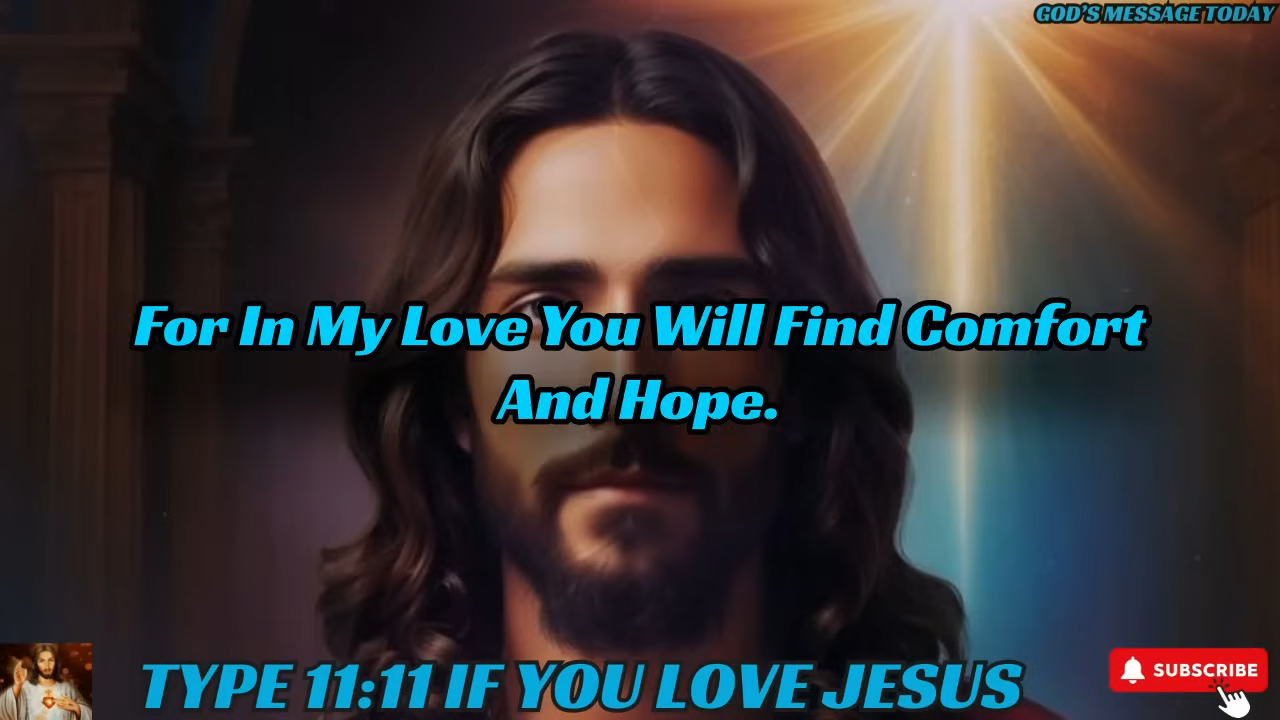 GOD'S MESSAGE TODAY
For In My Love You Will Find Comfort
And Hope.
TYPE 11:11 IF YOU LOVE JESUS
SUBSCRIBE